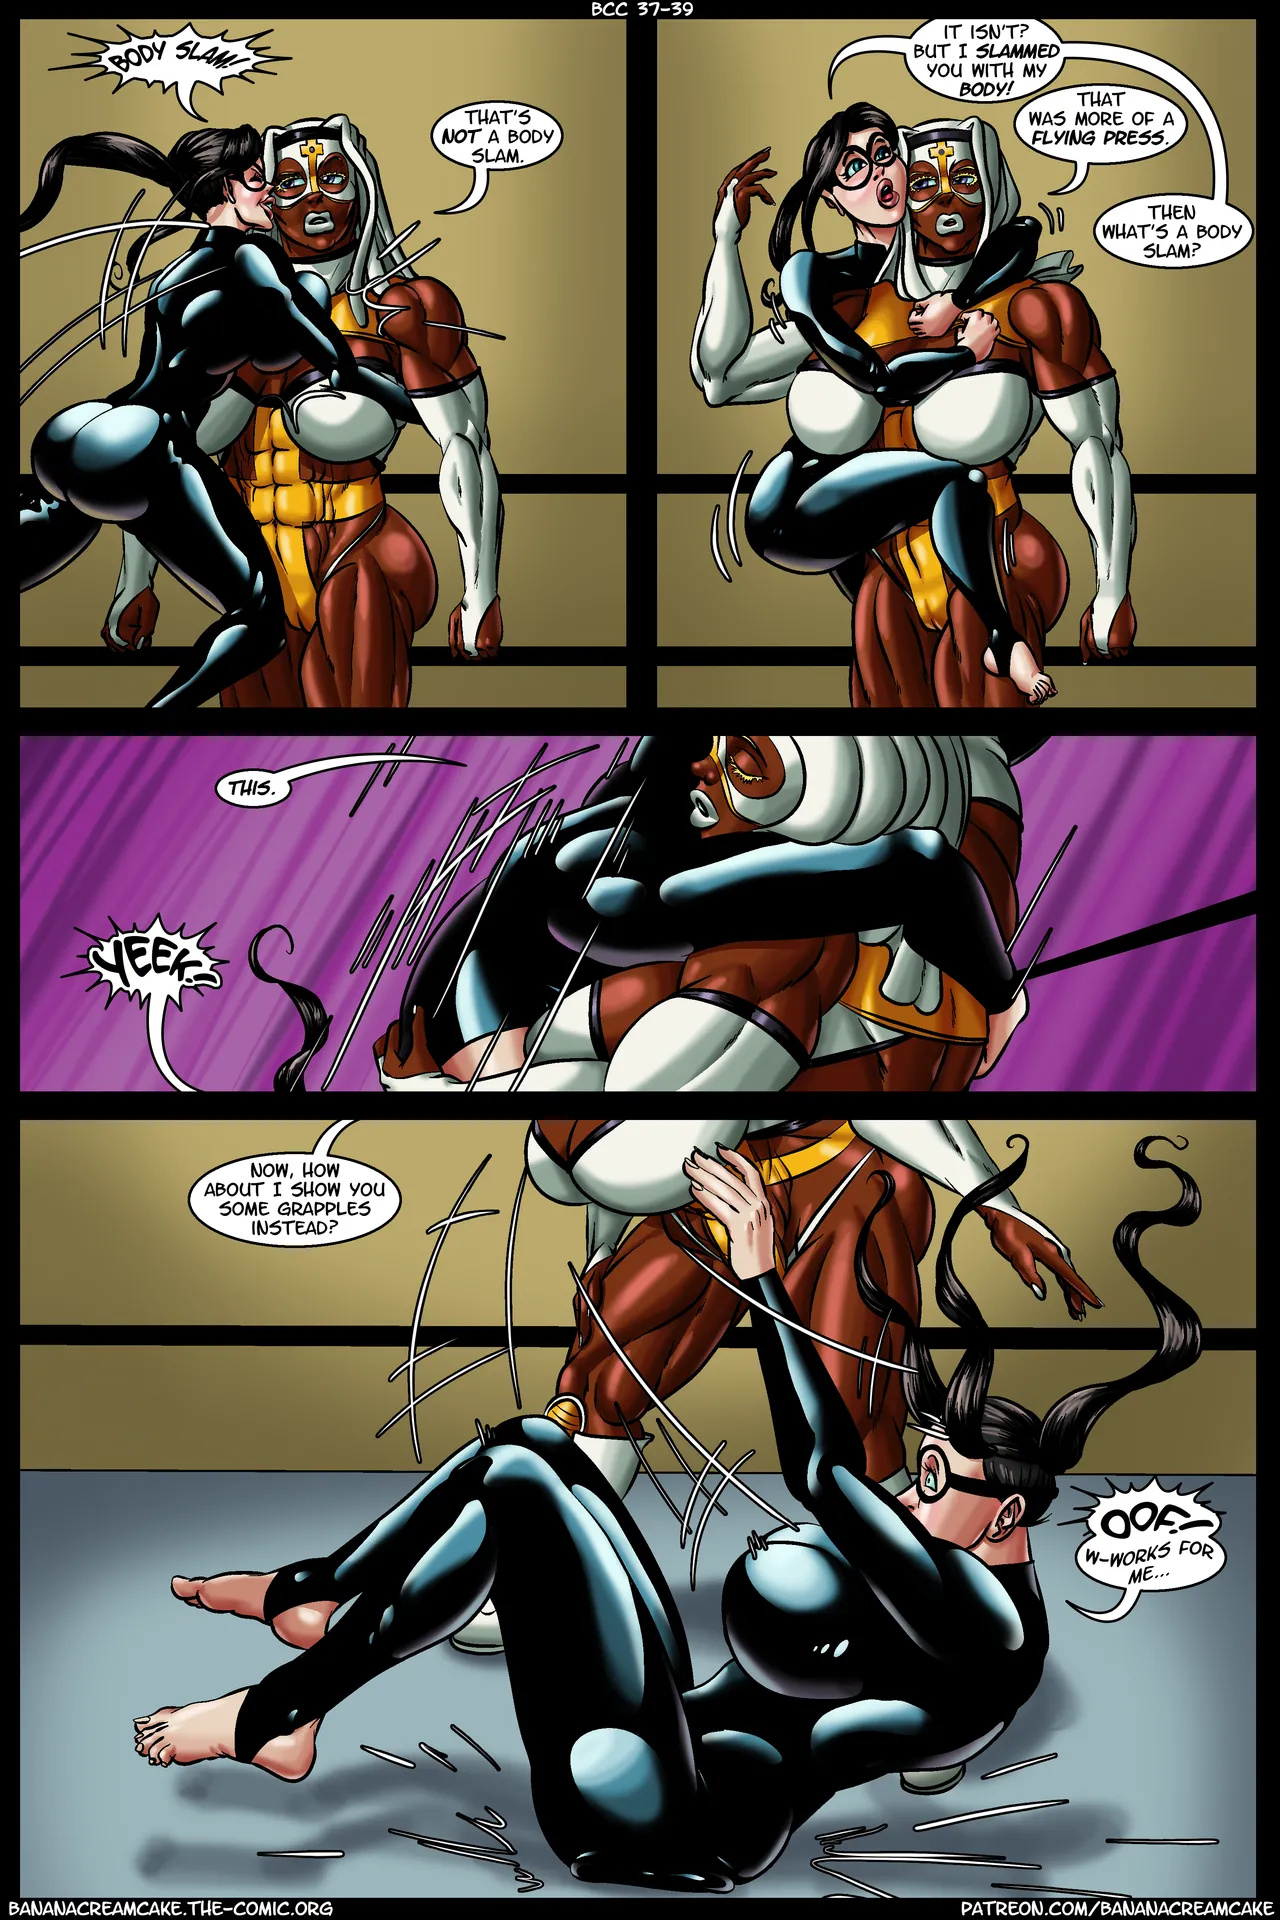 BCC 37-39
BODY SLAM!
THAT'S
NOT A BODY
SLAM.
IT ISN'T?
BUT I SLAMMED
YOU WITH MY
BODY!
THAT
WAS MORE OF A
FLYING PRESS.
THEN
WHAT'S A BODY
SLAM?
THIS.
YEEK-
NOW, HOW
ABOUT I SHOW YOU
SOME GRAPPLES
INSTEAD?
OOF-
W-WORKS FOR
ME...
BANANACREAMCAKE.THE-COMIC.ORG
PATREON.COM/BANANACREAMCAKE